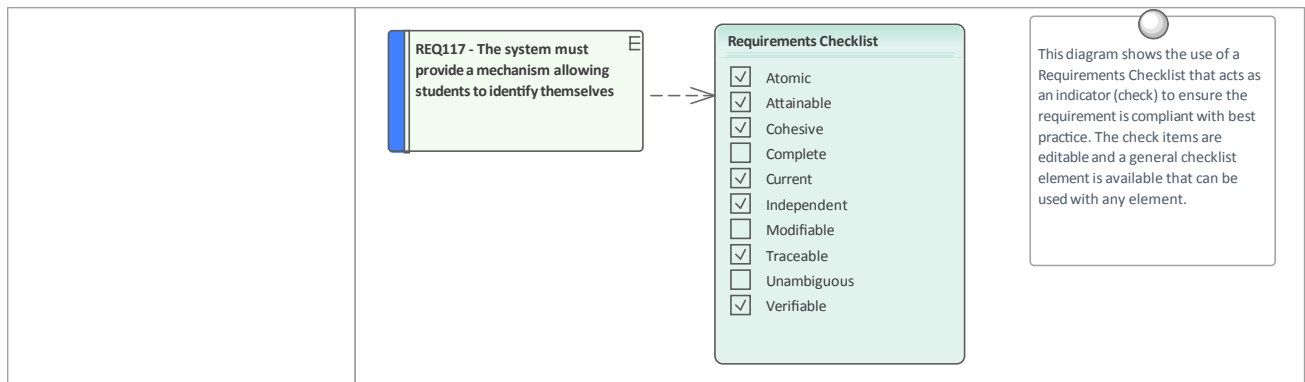 REQ117 - The system must
provide a mechanism allowing
students to identify themselves
E
Requirements Checklist
Atomic
Attainable
Cohesive
Complete
Current
Independent
Modifiable
Traceable
Unambiguous
Verifiable
This diagram shows the use of a
Requirements Checklist that acts as
an indicator (check) to ensure the
requirement is compliant with best
practice. The check items are
editable and a general checklist
element is available that can be
used with any element.